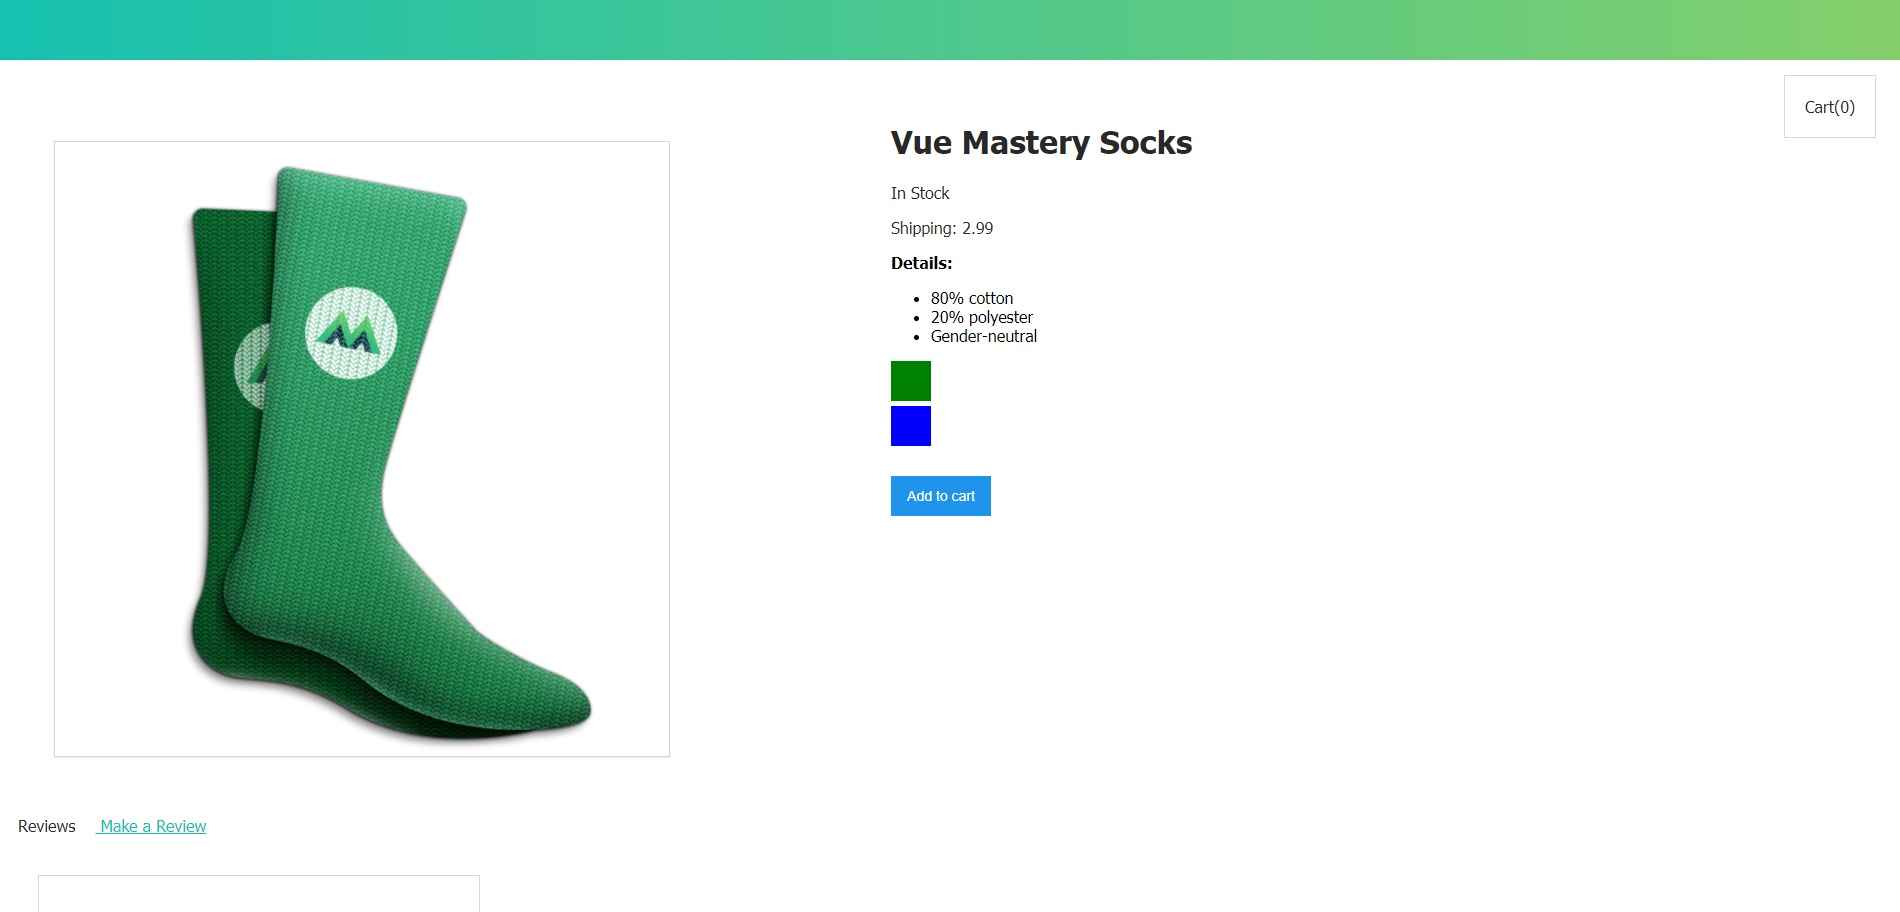 Cart(0)
Vue Mastery Socks
In Stock
Shipping: 2.99
Details:
80% cotton
20% polyester
Gender-neutral
Add to cart
Reviews Make a Review